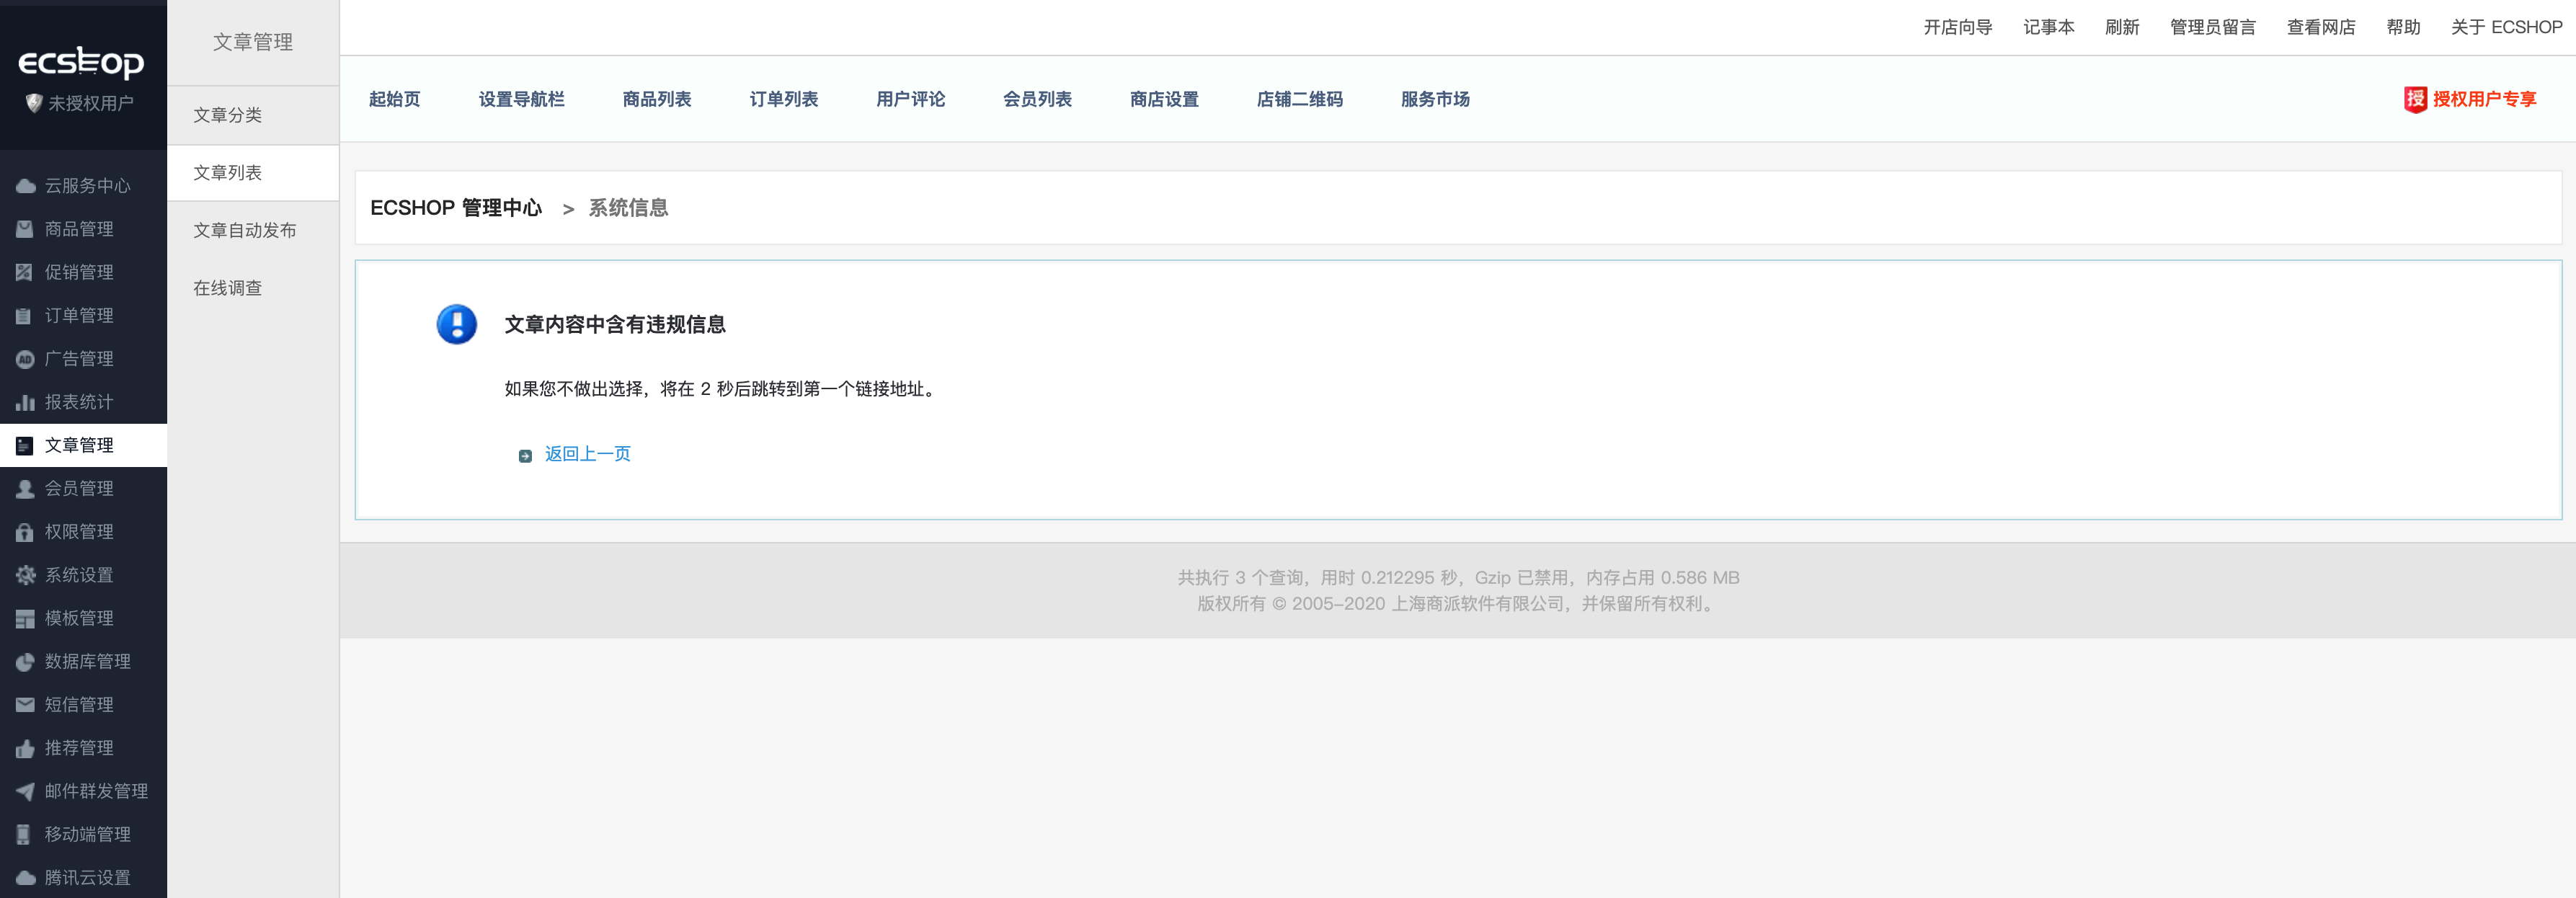 ecshop
未授权用户
云服务中心
商品管理
促销管理
订单管理
AD
广告管理
报表统计
文章管理
会员管理
权限管理
系统设置
模板管理
数据库管理
短信管理
推荐管理
邮件群发管理
移动端管理
腾讯云设置
文章管理
文章分类
文章列表
文章自动发布
在线调查
开店向导 记事本 刷新 管理员留言 查看网店 帮助 关于 ECSHOP
起始页 设置导航栏 商品列表 订单列表 用户评论 会员列表 商店设置 店铺二维码 服务市场 授 授权用户专享
ECSHOP 管理中心 > 系统信息
文章内容中含有违规信息
如果您不做出选择，将在 2 秒后跳转到第一个链接地址。
返回上一页
共执行 3 个查询，用时 0.212295 秒，Gzip 已禁用，内存占用 0.586 MB
版权所有 © 2005-2020 上海商派软件有限公司，并保留所有权利。